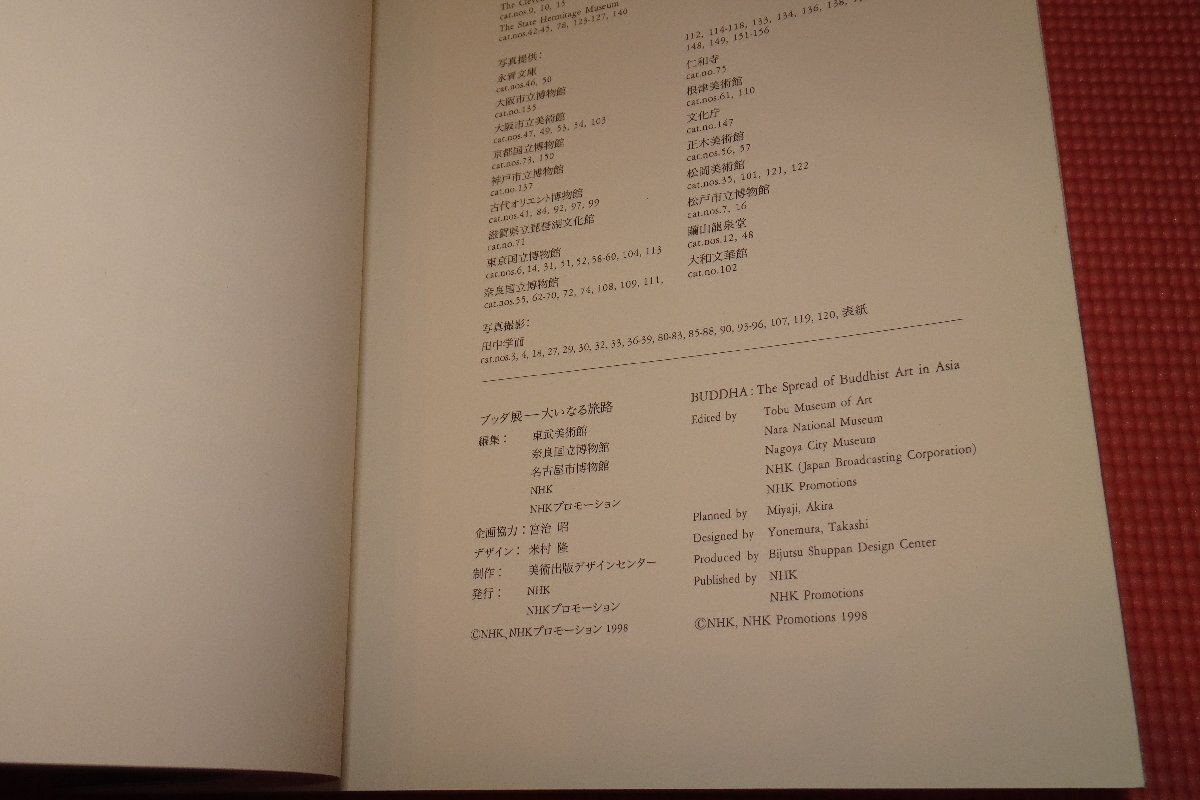 The
cat.nos.9, 10, 15
The State Hermitage Museum
cat.nos.42-45, 78, 123-127, 140
写真提供：
永青文庫
cat.nos.46, 50
大阪市立博物館
cat.no.135
大阪市立美術館
cat.nos.47, 49, 53, 54, 103
京都国立博物館
cat.nos.73, 150
神戸市立博物館
cat.no.137
古代オリエント博物館
cat.nos.41, 84, 92, 97, 99
滋賀県立琵琶湖文化館
cat.no.71
東京国立博物館
cat.nos.6, 14, 31, 51, 52, 58-60, 104, 113
奈良国立博物館
cat.nos.55, 62-70, 72, 74, 108, 109, 111,
112, 114-118, 133, 134, 136, 138,
148, 149, 151-156
仁和寺
cat.no.75
根津美術館
cat.nos.61, 110
文化庁
cat.no.147
正木美術館
cat.nos.56, 57
松岡美術館
cat.nos.35, 101, 121, 122
松戸市立博物館
cat.nos.7, 16
繭山龍泉堂
cat.nos.12, 48
大和文華館
cat.no.102
写真撮影：
田中学而
cat.nos.3, 4, 18, 27, 29, 30, 32, 33, 36-39, 80-83, 85-88, 90, 93-96, 107, 119, 120, 表紙
ブッダ展――大いなる旅路
編集： 東武美術館
奈良国立博物館
名古屋市博物館
NHK
NHKプロモーション
企画協力：宮治 昭
デザイン： 米村 隆
制作： 美術出版デザインセンター
発行： NHK
NHKプロモーション
©NHK、NHKプロモーション 1998
BUDDHA : The Spread of Buddhist Art in Asia
Edited by Tobu Museum of Art
Nara National Museum
Nagoya City Museum
NHK (Japan Broadcasting Corporation)
NHK Promotions
Planned by Miyaji, Akira
Designed by Yonemura, Takashi
Produced by Bijutsu Shuppan Design Center
Published by NHK
NHK Promotions
©NHK, NHK Promotions 1998